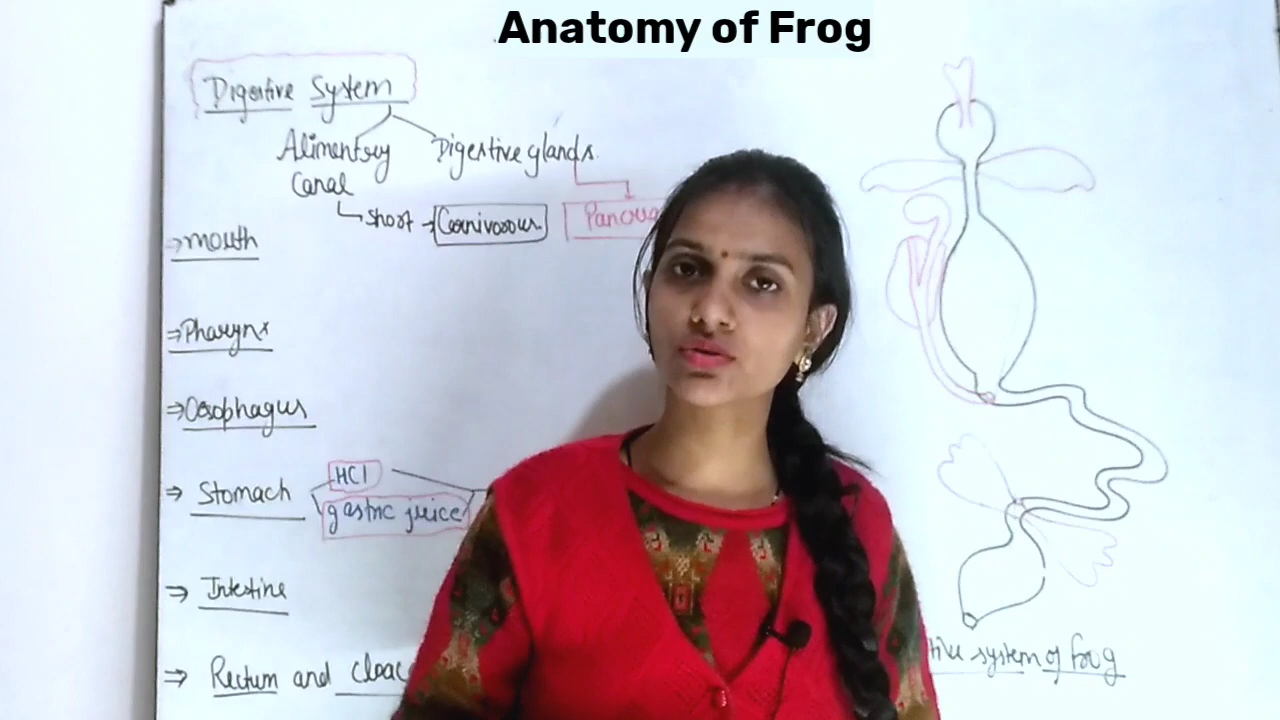 Anatomy of Frog
Digestive System
Alimentry Digestive glands.
Canal
short Carnivorous
⇒ mouth
⇒ Pharynx
⇒ Oesophagus
HCl
⇒ Stomach
gastric juice
⇒ Intestine
⇒ Rectum and
system of frog